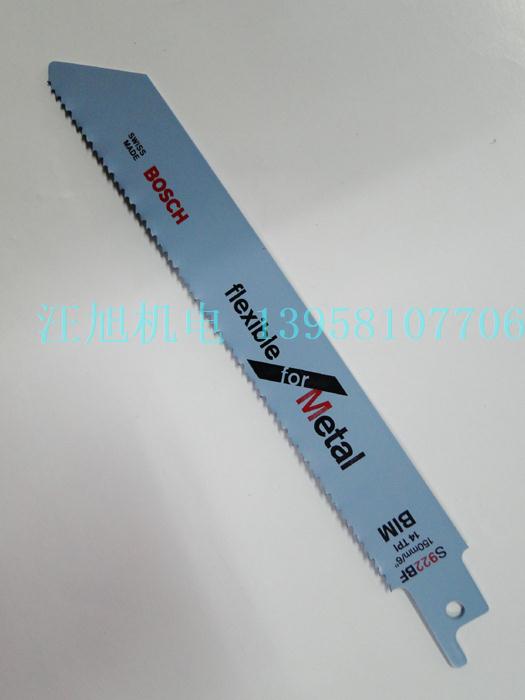 SWISS
MADE
BOSCH
flexible
for
Metal
汪旭机电 13958107706
S922BF
150mm/6"
14 TPI
BIM